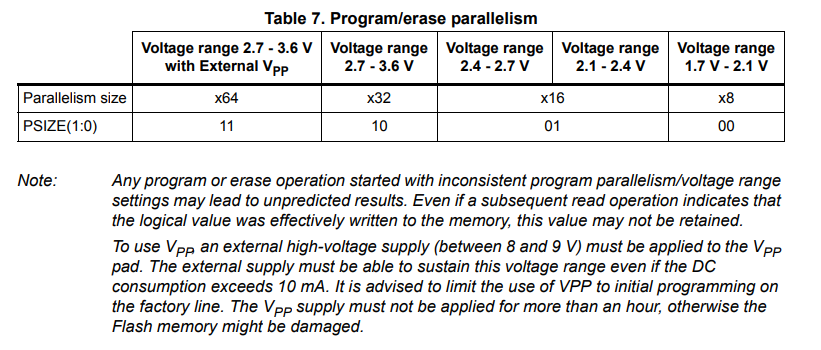 Table 7. Program/erase parallelism
Voltage range 2.7 - 3.6 V with External VPP Voltage range 2.7 - 3.6 V Voltage range 2.4 - 2.7 V Voltage range 2.1 - 2.4 V Voltage range 1.7 V - 2.1 V
Parallelism size x64 x32 x16 x8
PSIZE(1:0) 11 10 01 00
Note: Any program or erase operation started with inconsistent program parallelism/voltage range
settings may lead to unpredicted results. Even if a subsequent read operation indicates that
the logical value was effectively written to the memory, this value may not be retained.
To use VPP, an external high-voltage supply (between 8 and 9 V) must be applied to the VPP
pad. The external supply must be able to sustain this voltage range even if the DC
consumption exceeds 10 mA. It is advised to limit the use of VPP to initial programming on
the factory line. The VPP supply must not be applied for more than an hour, otherwise the
Flash memory might be damaged.